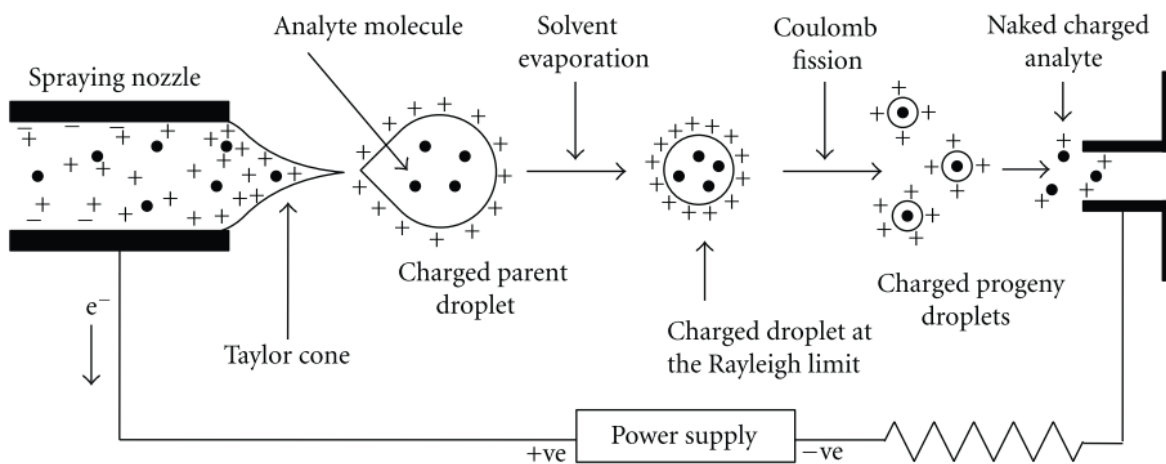 Analyte molecule
Solvent
evaporation
Coulomb
fission
Naked charged
analyte
Spraying nozzle
Charged parent
droplet
Charged progeny
droplets
e−
Taylor cone
Charged droplet at
the Rayleigh limit
+ve
Power supply
−ve